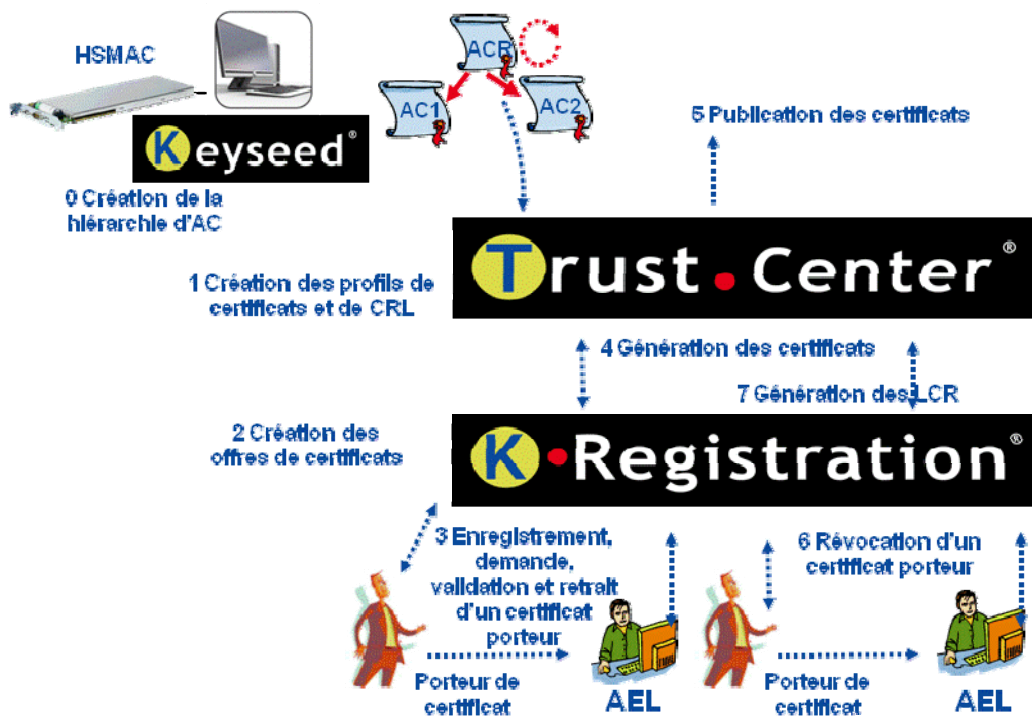 HSMAC
ACR
AC1
AC2
Keyseed®
0 Création de la
hiérarchie d'AC
5 Publication des certificats
Trust.Center®
1 Création des profils de
certificats et de CRL
4 Génération des certificats
7 Génération des LCR
2 Création des
offres de certificats
K.Registration®
3 Enregistrement,
demande,
validation et retrait
d'un certificat
porteur
6 Révocation d'un
certificat porteur
Porteur de
certificat
AEL
Porteur de
certificat
AEL